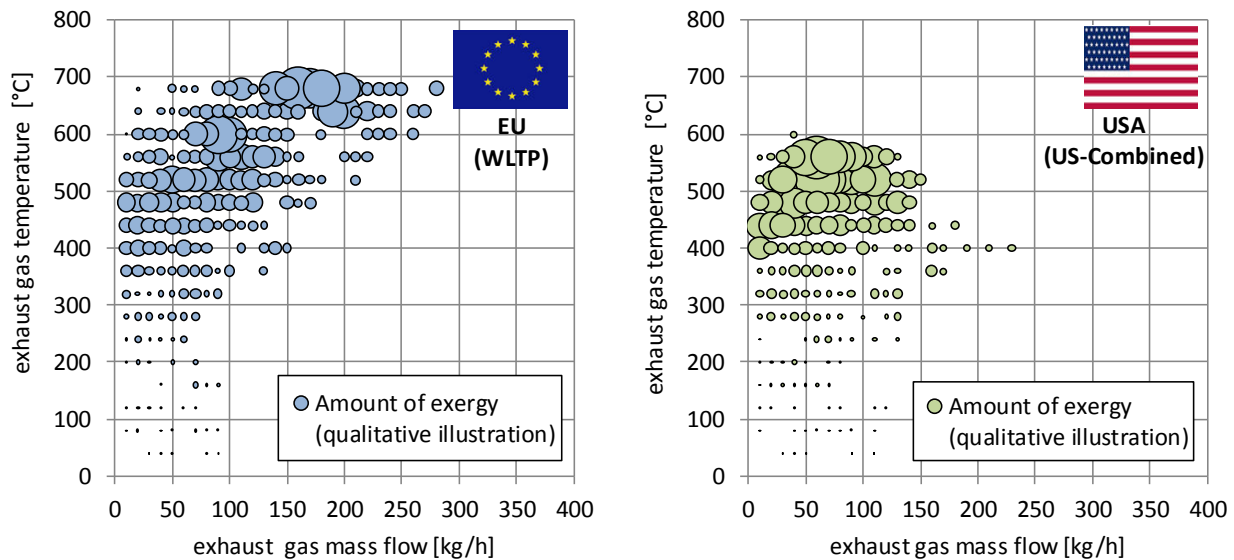 800
700
600
500
400
300
200
100
0
exhaust gas temperature [°C]
0 50 100 150 200 250 300 350 400
exhaust gas mass flow [kg/h]
EU
(WLTP)
Amount of exergy
(qualitative illustration)
800
700
600
500
400
300
200
100
0
exhaust gas temperature [°C]
0 50 100 150 200 250 300 350 400
exhaust gas mass flow [kg/h]
USA
(US-Combined)
Amount of exergy
(qualitative illustration)